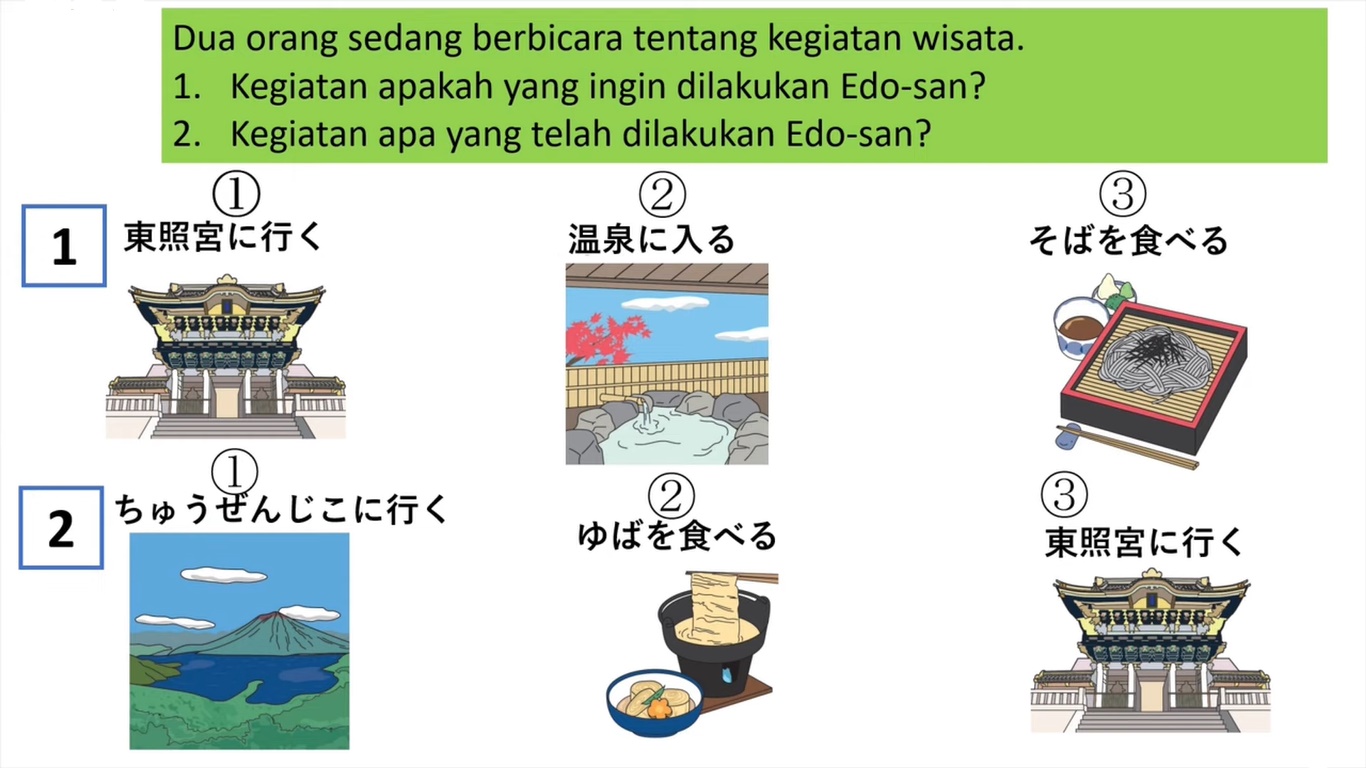 Dua orang sedang berbicara tentang kegiatan wisata.
1. Kegiatan apakah yang ingin dilakukan Edo-san?
2. Kegiatan apa yang telah dilakukan Edo-san?
1
①
東照宮に行く
②
温泉に入る
③
そばを食べる
2
①
ちゅうぜんじこに行く
②
ゆばを食べる
③
東照宮に行く